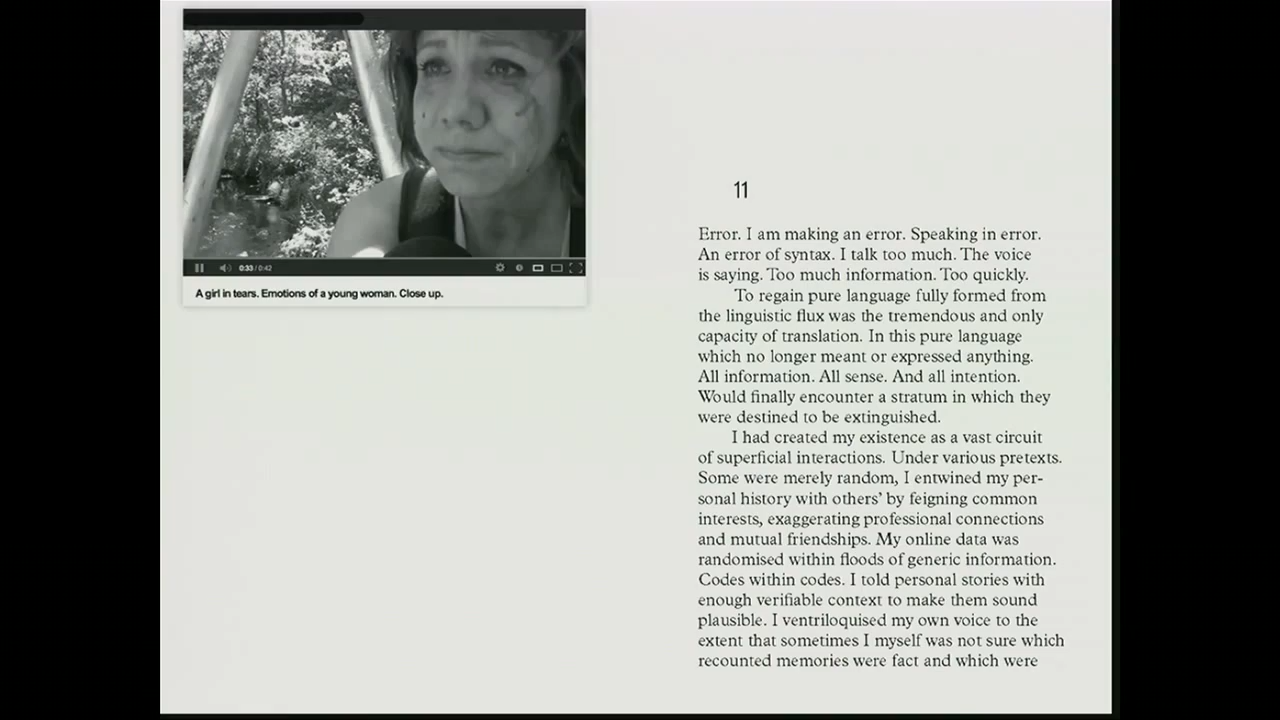 0:33 / 0:42
A girl in tears. Emotions of a young woman. Close up.
11
Error. I am making an error. Speaking in error.
An error of syntax. I talk too much. The voice
is saying. Too much information. Too quickly.
To regain pure language fully formed from
the linguistic flux was the tremendous and only
capacity of translation. In this pure language
which no longer meant or expressed anything.
All information. All sense. And all intention.
Would finally encounter a stratum in which they
were destined to be extinguished.
I had created my existence as a vast circuit
of superficial interactions. Under various pretexts.
Some were merely random, I entwined my per-
sonal history with others’ by feigning common
interests, exaggerating professional connections
and mutual friendships. My online data was
randomised within floods of generic information.
Codes within codes. I told personal stories with
enough verifiable context to make them sound
plausible. I ventriloquised my own voice to the
extent that sometimes I myself was not sure which
recounted memories were fact and which were